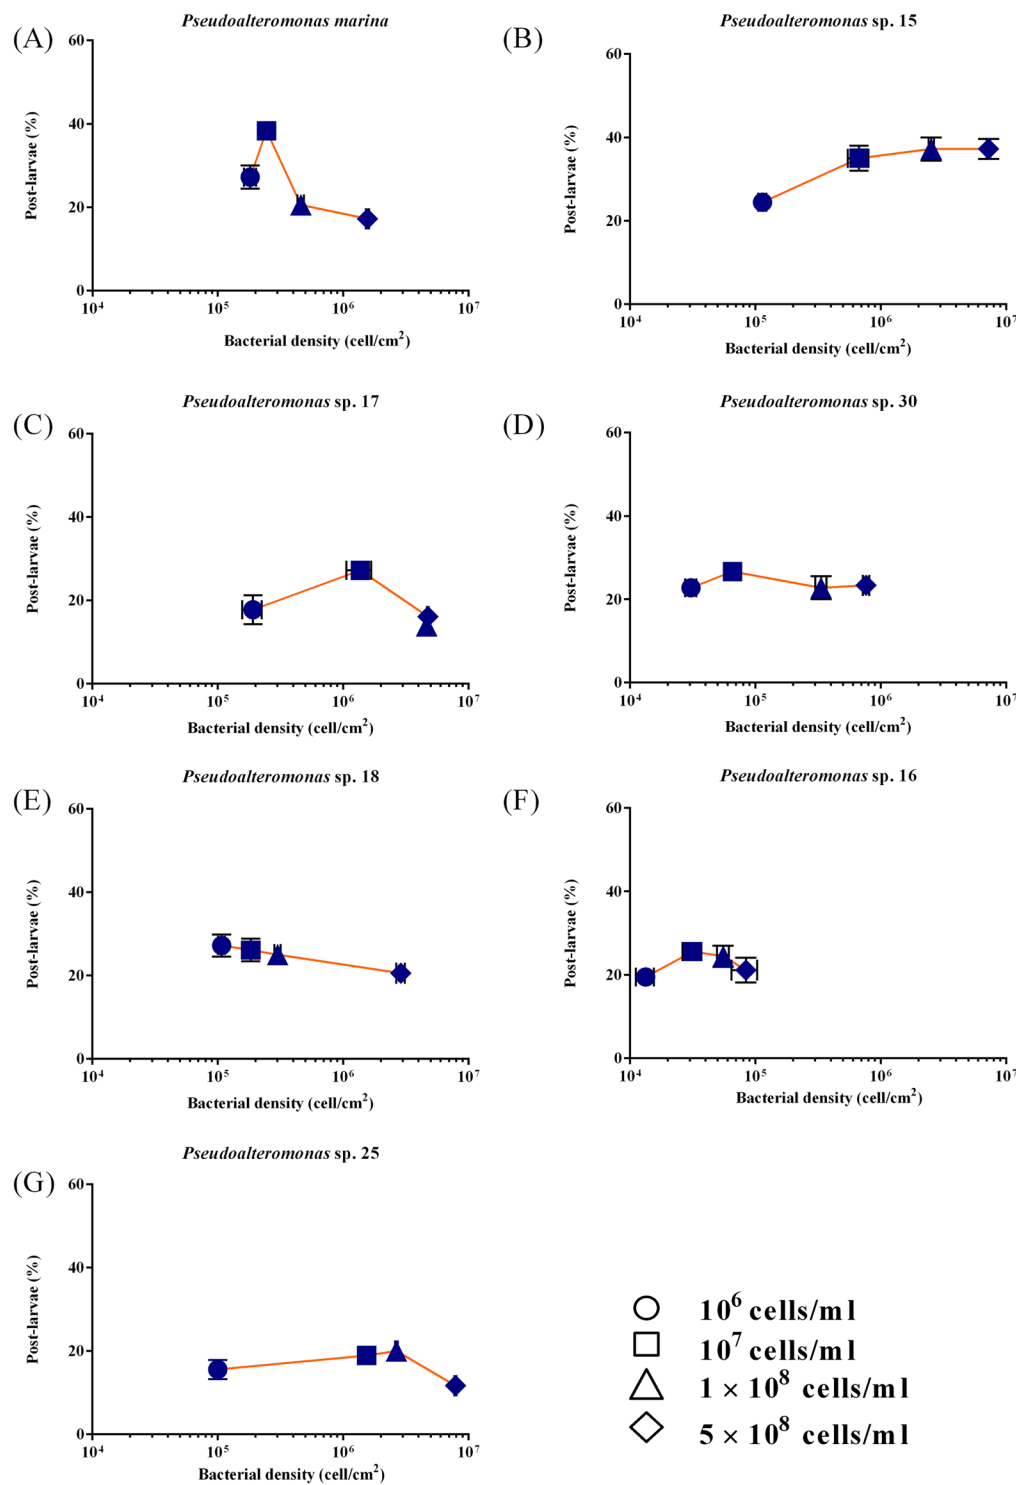 Pseudoalteromonas marina
(A)
60
40
20
0
Post-larvae (%)
10⁴ 10⁵ 10⁶ 10⁷
Bacterial density (cell/cm²)
Pseudoalteromonas sp. 15
(B)
60
40
20
0
Post-larvae (%)
10⁴ 10⁵ 10⁶ 10⁷
Bacterial density (cell/cm²)
Pseudoalteromonas sp. 17
(C)
60
40
20
0
Post-larvae (%)
10⁴ 10⁵ 10⁶ 10⁷
Bacterial density (cell/cm²)
Pseudoalteromonas sp. 30
(D)
60
40
20
0
Post-larvae (%)
10⁴ 10⁵ 10⁶ 10⁷
Bacterial density (cell/cm²)
Pseudoalteromonas sp. 18
(E)
60
40
20
0
Post-larvae (%)
10⁴ 10⁵ 10⁶ 10⁷
Bacterial density (cell/cm²)
Pseudoalteromonas sp. 16
(F)
60
40
20
0
Post-larvae (%)
10⁴ 10⁵ 10⁶ 10⁷
Bacterial density (cell/cm²)
Pseudoalteromonas sp. 25
(G)
60
40
20
0
Post-larvae (%)
10⁴ 10⁵ 10⁶ 10⁷
Bacterial density (cell/cm²)
10⁶ cells/ml
10⁷ cells/ml
1 × 10⁸ cells/ml
5 × 10⁸ cells/ml